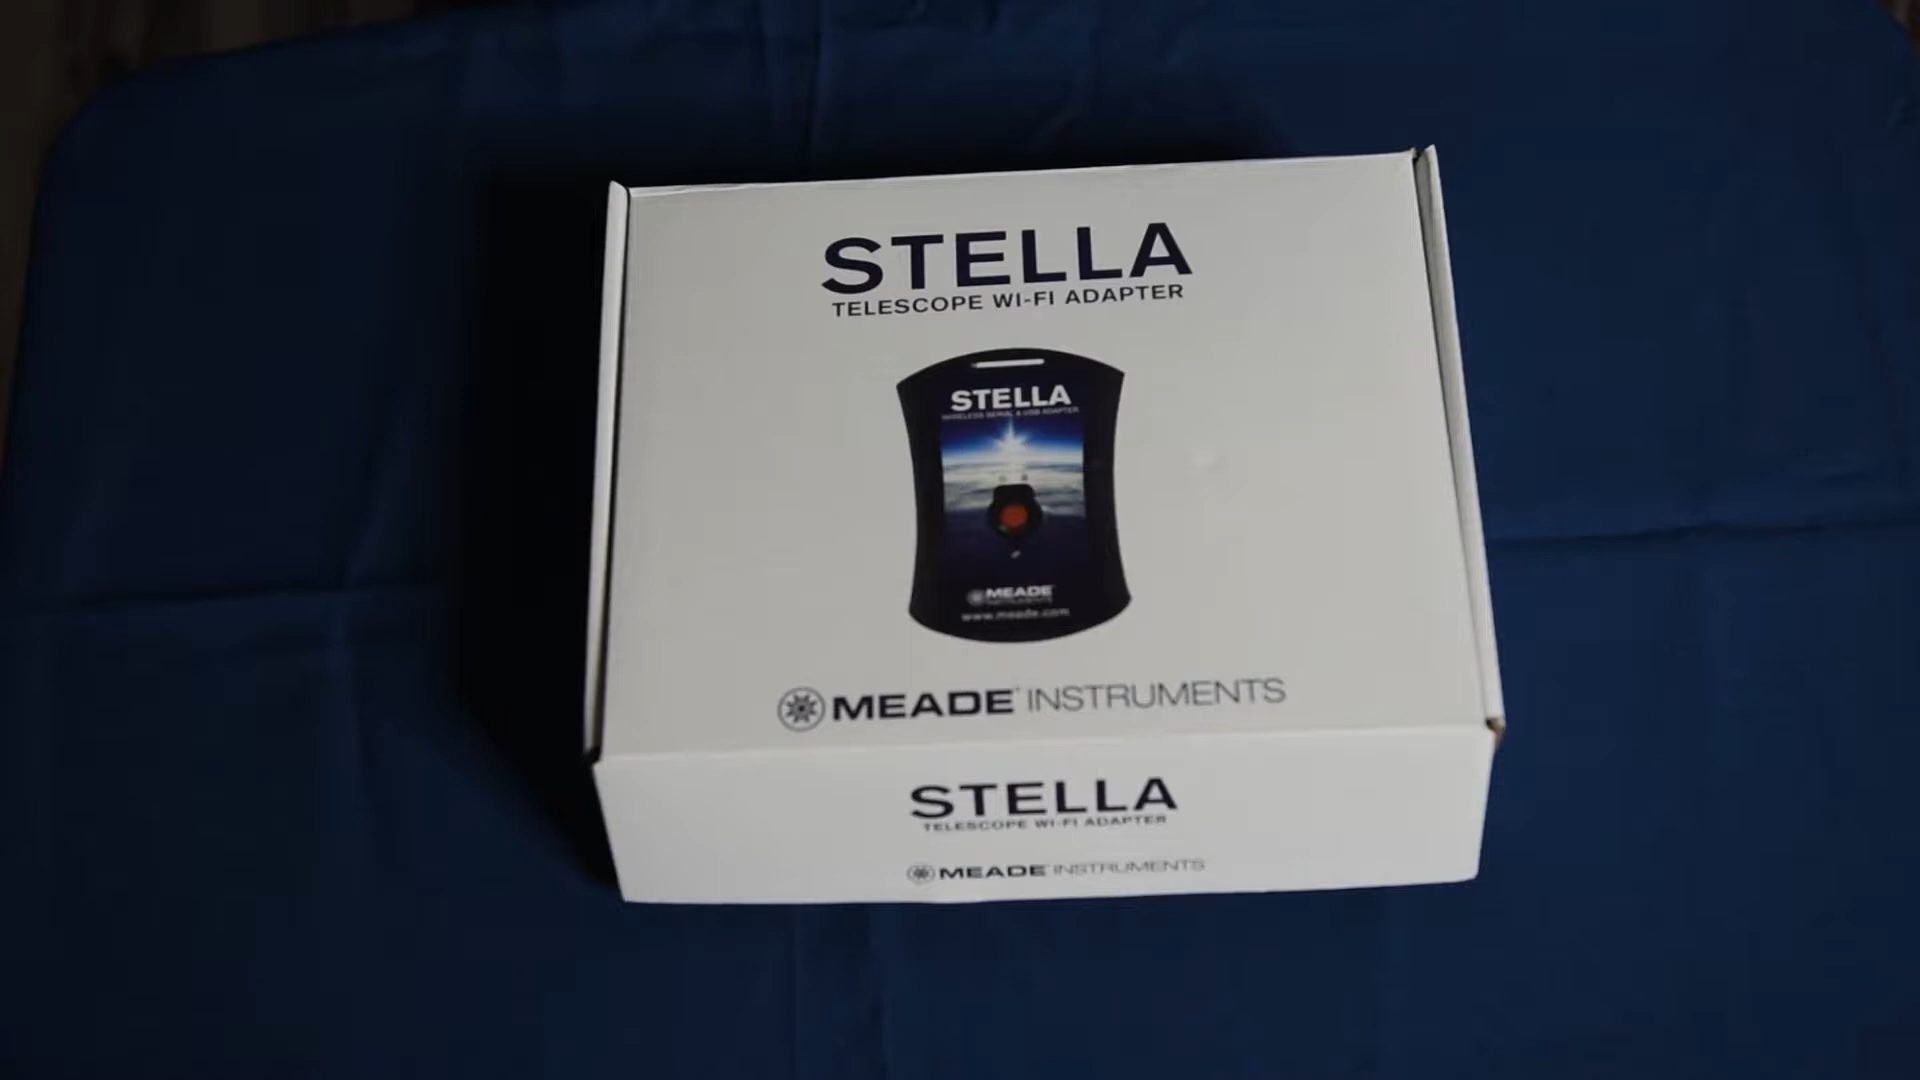 STELLA
TELESCOPE WI-FI ADAPTER
STELLA
WIRELESS SERIAL & USB ADAPTER
MEADE
INSTRUMENTS
www.meade.com
MEADE INSTRUMENTS
STELLA
TELESCOPE WI-FI ADAPTER
MEADE INSTRUMENTS